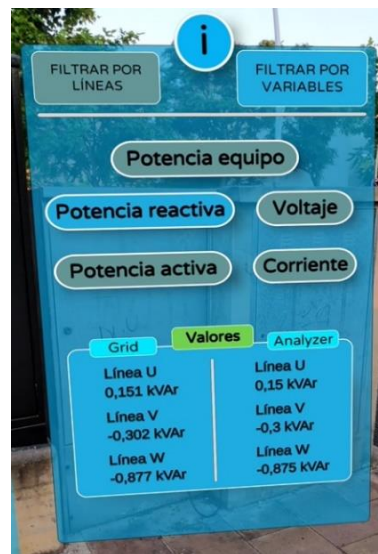 i
FILTRAR POR
LÍNEAS
FILTRAR POR
VARIABLES
Potencia equipo
Potencia reactiva
Voltaje
Potencia activa
Corriente
Valores
Grid
Analyzer
Línea U
0,151 kVAr
Línea V
-0,302 kVAr
Línea W
-0,877 kVAr
Línea U
0,15 kVAr
Línea V
-0,3 kVAr
Línea W
-0,875 kVAr